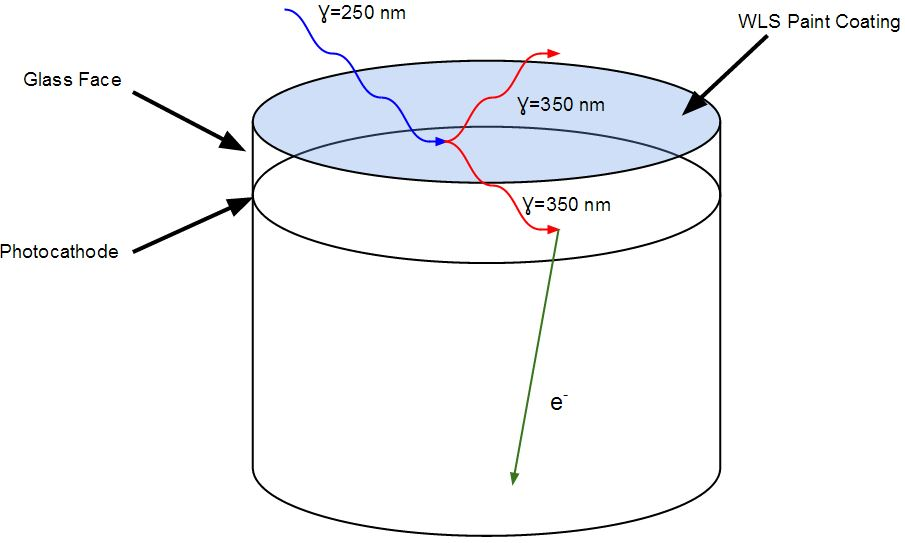 Ɣ=250 nm
WLS Paint Coating
Glass Face
Ɣ=350 nm
Ɣ=350 nm
Photocathode
e⁻